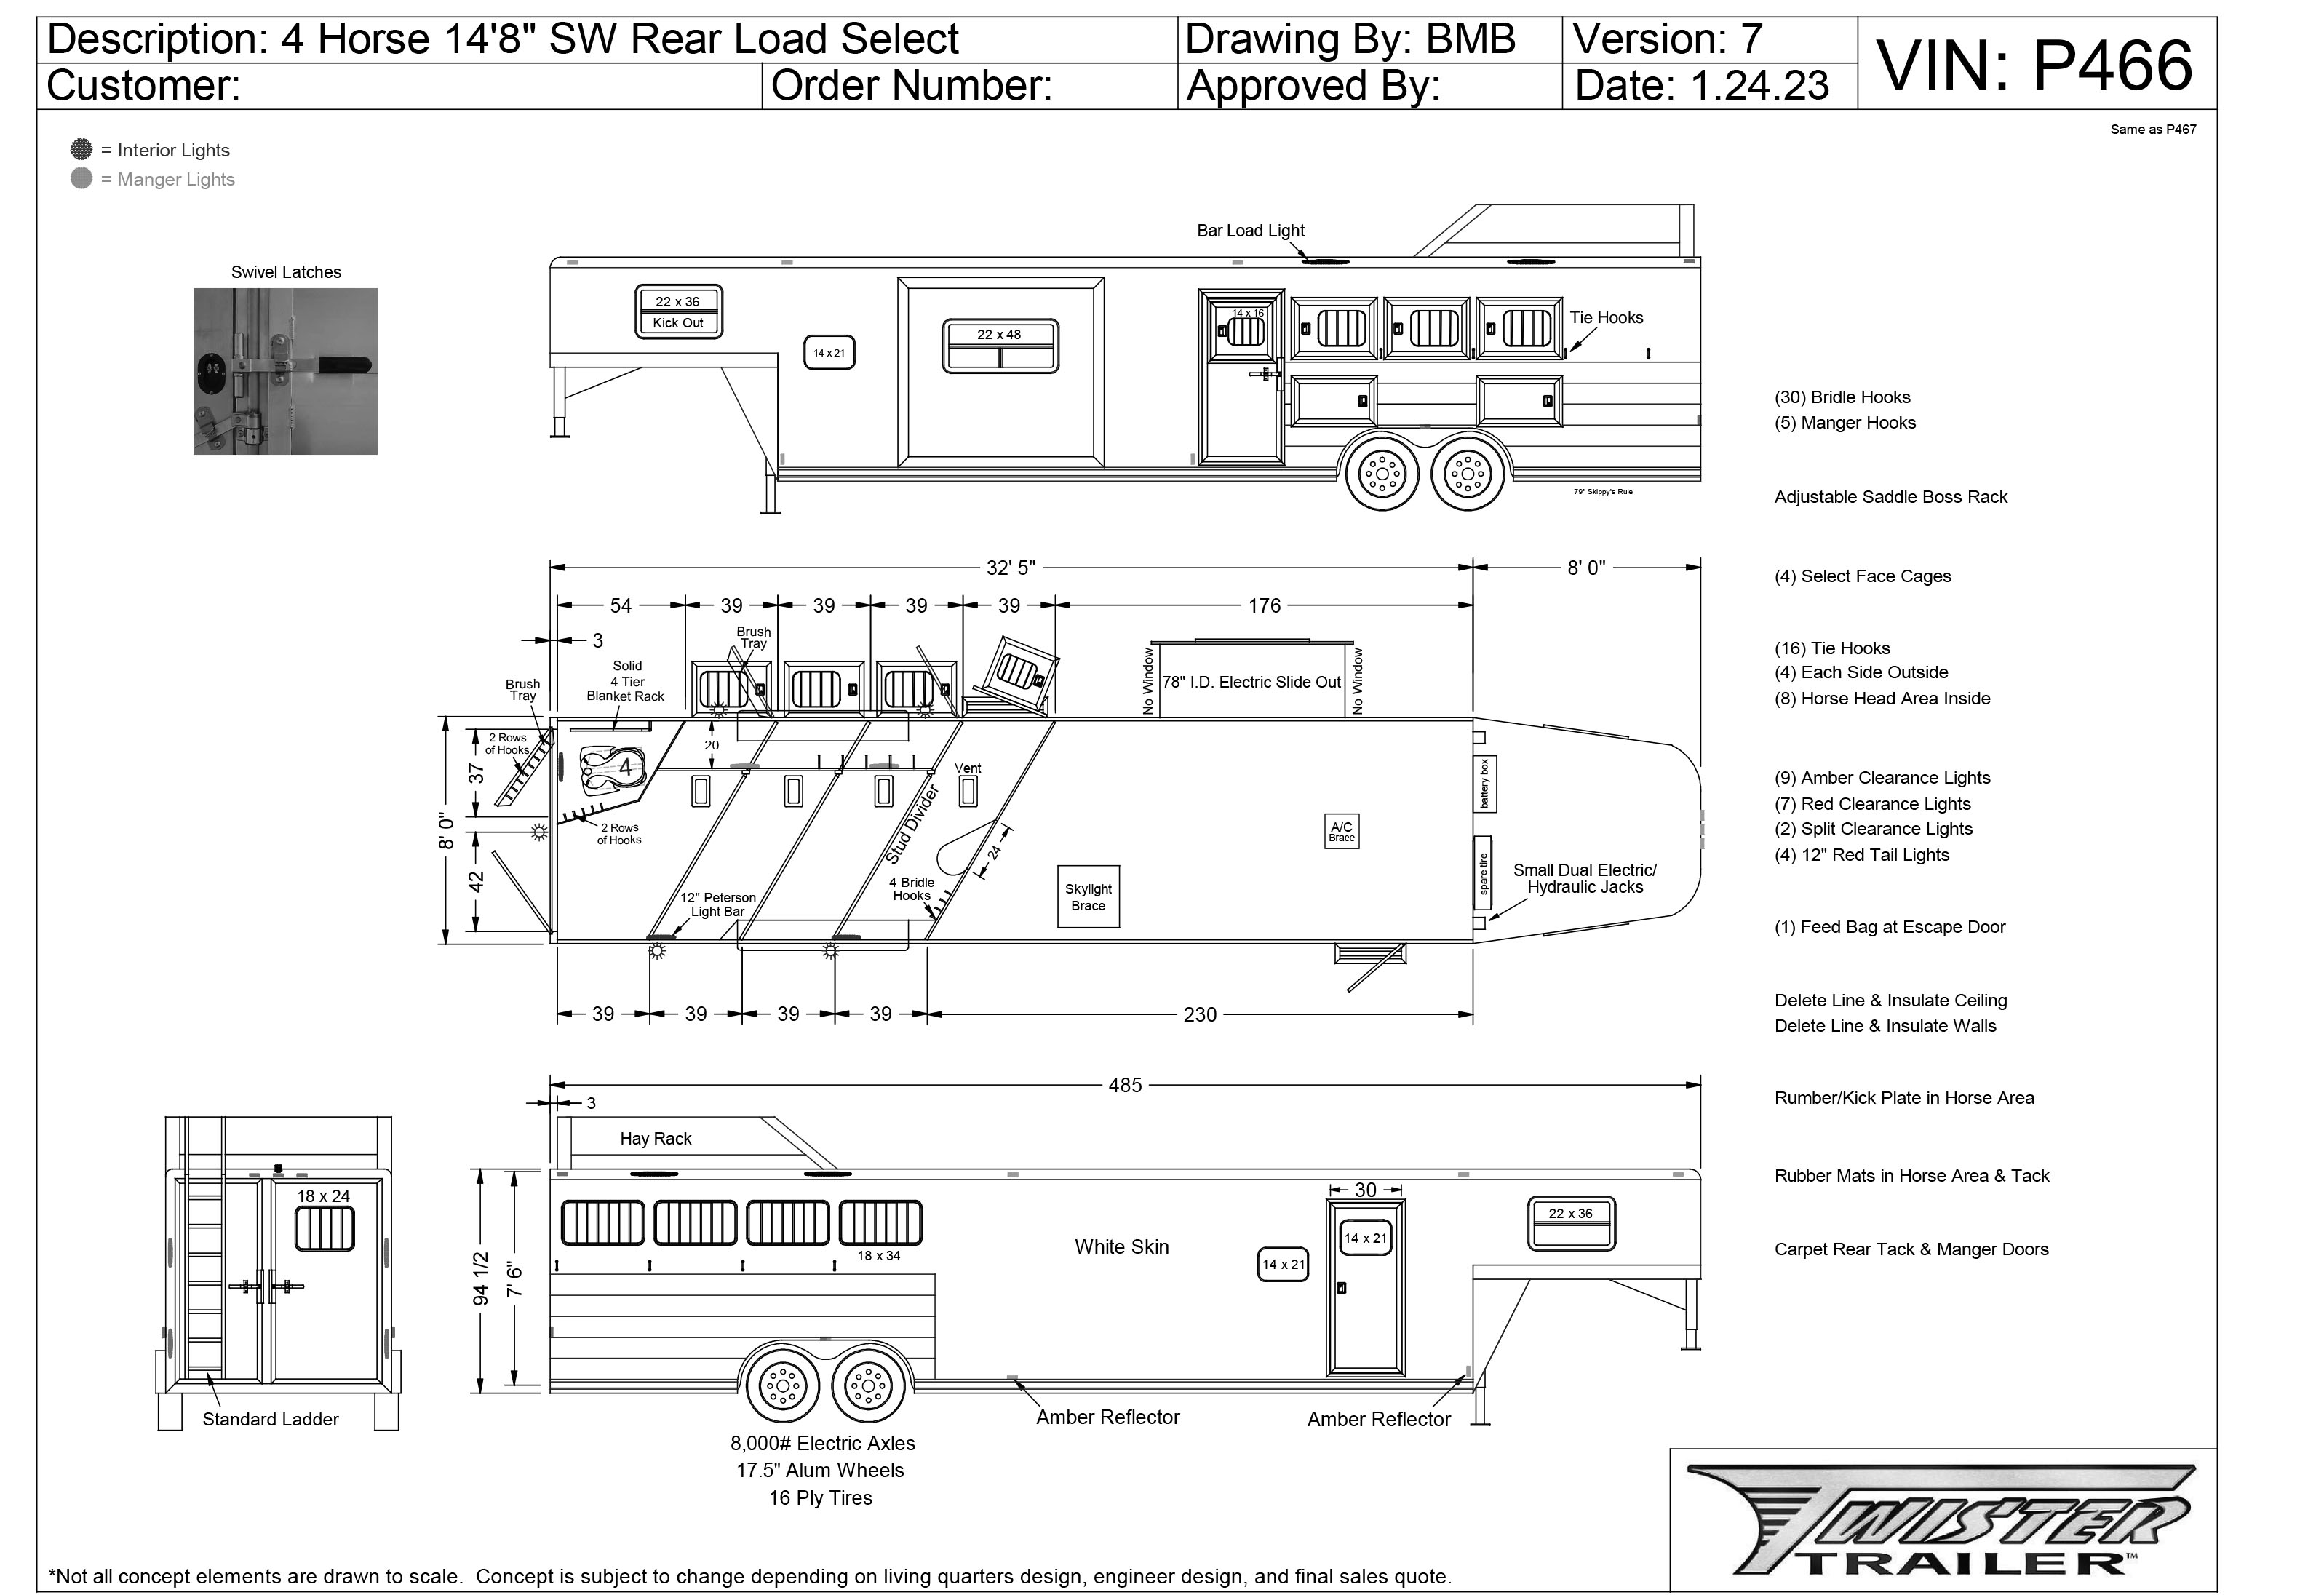 Description: 4 Horse 14'8" SW Rear Load Select
Drawing By: BMB
Version: 7
VIN: P466
Customer:
Order Number:
Approved By:
Date: 1.24.23
Same as P467
= Interior Lights
= Manger Lights
Swivel Latches
Bar Load Light
22 x 36
Kick Out
14 x 21
22 x 48
14 x 16
Tie Hooks
79" Skippy's Rule
(30) Bridle Hooks
(5) Manger Hooks
Adjustable Saddle Boss Rack
(4) Select Face Cages
(16) Tie Hooks
(4) Each Side Outside
(8) Horse Head Area Inside
(9) Amber Clearance Lights
(7) Red Clearance Lights
(2) Split Clearance Lights
(4) 12" Red Tail Lights
(1) Feed Bag at Escape Door
Delete Line & Insulate Ceiling
Delete Line & Insulate Walls
Rumber/Kick Plate in Horse Area
Rubber Mats in Horse Area & Tack
Carpet Rear Tack & Manger Doors
32' 5"
8' 0"
54
39
39
39
39
176
3
Brush
Tray
Solid
4 Tier
Blanket Rack
Brush
Tray
No Window
78" I.D. Electric Slide Out
No Window
2 Rows
of Hooks
37
8' 0"
42
4
20
Vent
2 Rows
of Hooks
Stud Divider
24
4 Bridle
Hooks
12" Peterson
Light Bar
Skylight
Brace
A/C
Brace
battery box
spare tire
Small Dual Electric/
Hydraulic Jacks
39
39
39
39
230
485
3
Hay Rack
94 1/2
7' 6"
18 x 24
18 x 34
White Skin
30
14 x 21
14 x 21
22 x 36
Standard Ladder
Amber Reflector
Amber Reflector
8,000# Electric Axles
17.5" Alum Wheels
16 Ply Tires
TWISTER
TRAILER™
*Not all concept elements are drawn to scale.  Concept is subject to change depending on living quarters design, engineer design, and final sales quote.